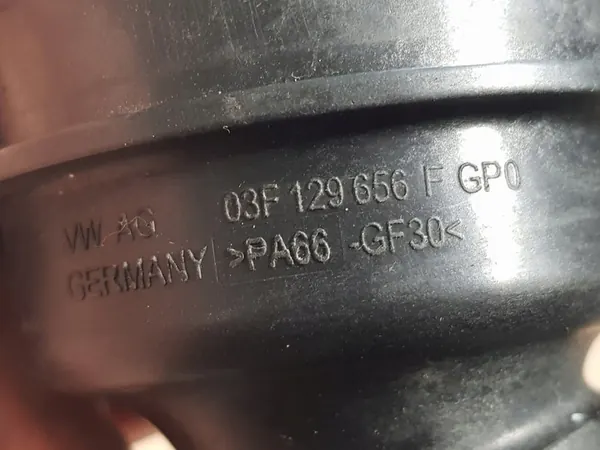 VW AG 03F 129 656 F GP0
GERMANY >PA66 -GF30<